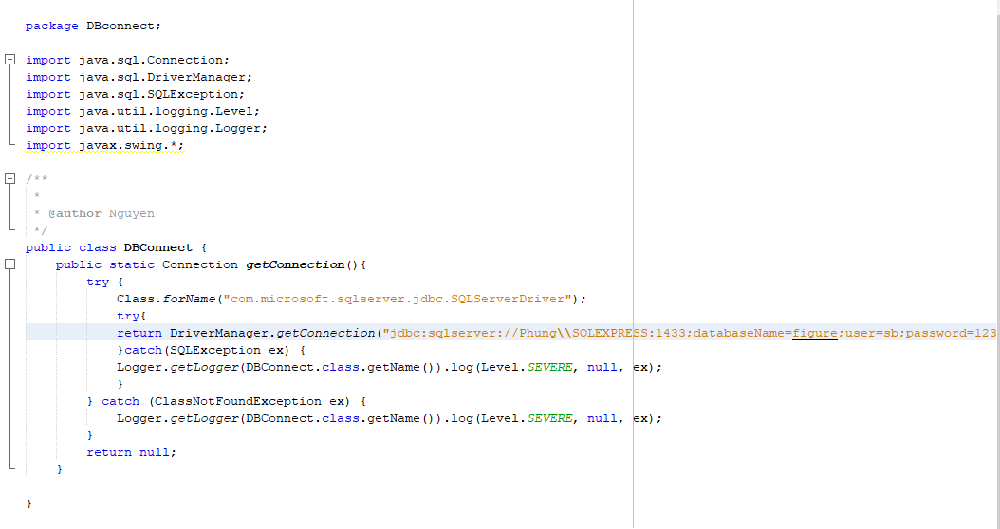 package DBconnect;
import java.sql.Connection;
import java.sql.DriverManager;
import java.sql.SQLException;
import java.util.logging.Level;
import java.util.logging.Logger;
import javax.swing.*;
/**
 *
 * @author Nguyen
 */
public class DBConnect {
    public static Connection getConnection(){
        try {
            Class.forName("com.microsoft.sqlserver.jdbc.SQLServerDriver");
            try{
            return DriverManager.getConnection("jdbc:sqlserver://Phung\\SQLEXPRESS:1433;databaseName=figure;user=sb;password=123
            }catch(SQLException ex) {
            Logger.getLogger(DBConnect.class.getName()).log(Level.SEVERE, null, ex);
            }
        } catch (ClassNotFoundException ex) {
            Logger.getLogger(DBConnect.class.getName()).log(Level.SEVERE, null, ex);
        }
        return null;
    }
}